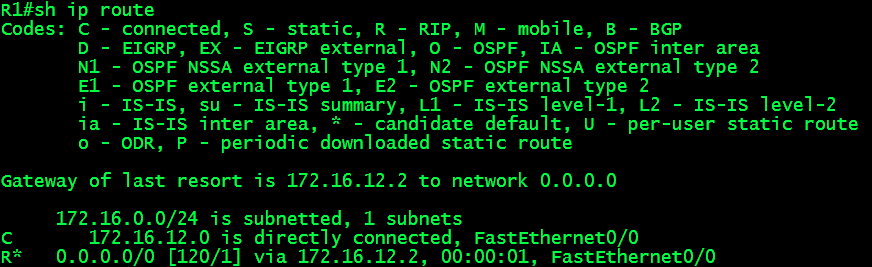 R1#sh ip route
Codes: C - connected, S - static, R - RIP, M - mobile, B - BGP
       D - EIGRP, EX - EIGRP external, O - OSPF, IA - OSPF inter area
       N1 - OSPF NSSA external type 1, N2 - OSPF NSSA external type 2
       E1 - OSPF external type 1, E2 - OSPF external type 2
       i - IS-IS, su - IS-IS summary, L1 - IS-IS level-1, L2 - IS-IS level-2
       ia - IS-IS inter area, * - candidate default, U - per-user static route
       o - ODR, P - periodic downloaded static route
Gateway of last resort is 172.16.12.2 to network 0.0.0.0
     172.16.0.0/24 is subnetted, 1 subnets
C       172.16.12.0 is directly connected, FastEthernet0/0
R*   0.0.0.0/0 [120/1] via 172.16.12.2, 00:00:01, FastEthernet0/0